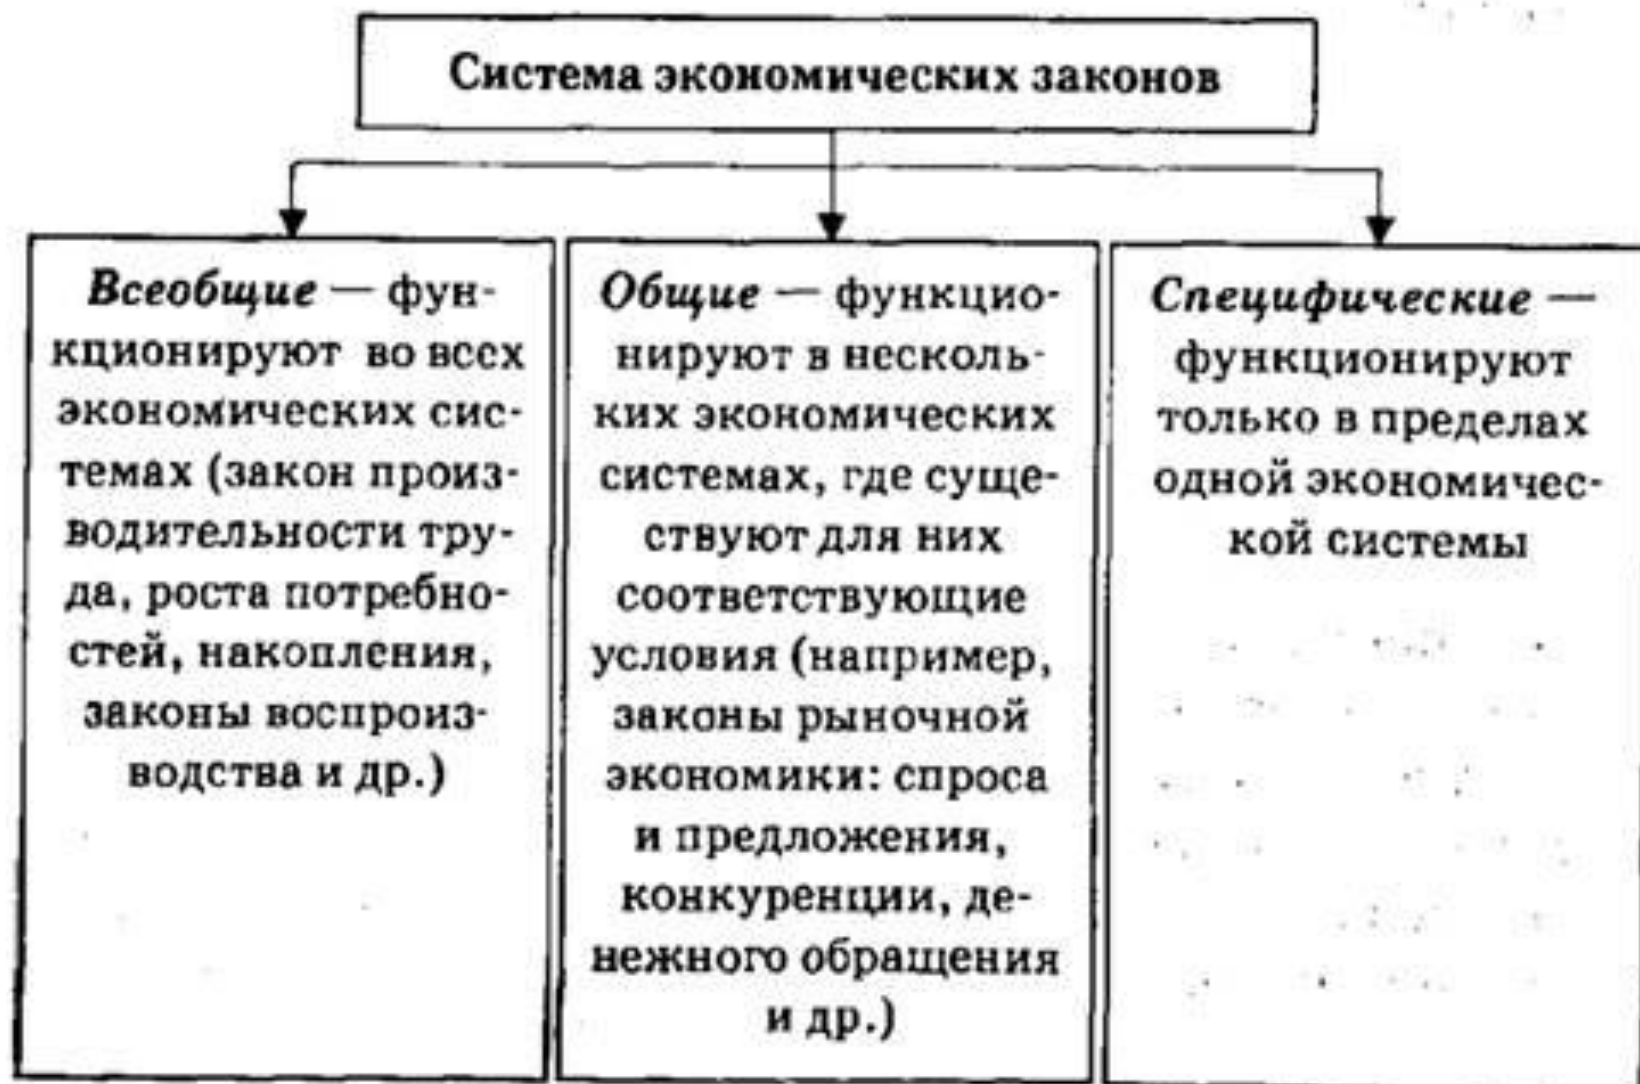 Система экономических законов
Всеобщие — фун-
кционируют во всех
экономических сис-
темах (закон произ-
водительности тру-
да, роста потребно-
стей, накопления,
законы воспроиз-
водства и др.)
Общие — функцио-
нируют в несколь-
ких экономических
системах, где суще-
ствуют для них
соответствующие
условия (например,
законы рыночной
экономики: спроса
и предложения,
конкуренции, де-
нежного обращения
и др.)
Специфические —
функционируют
только в пределах
одной экономичес-
кой системы